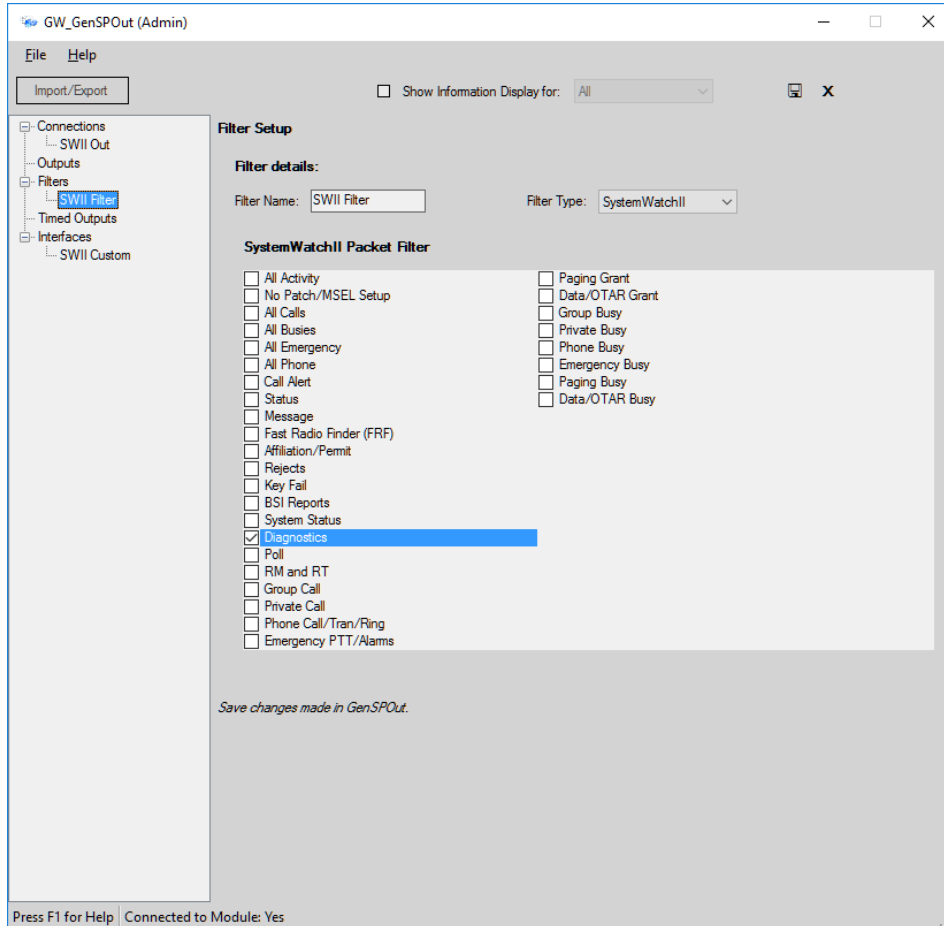 GW_GenSPOut (Admin)
File Help
Import/Export
Show Information Display for: All
X
Connections
SWII Out
Outputs
Filters
SWII Filter
Timed Outputs
Interfaces
SWII Custom
Filter Setup
Filter details:
Filter Name: SWII Filter Filter Type: SystemWatchII
SystemWatchII Packet Filter
All Activity
No Patch/MSEL Setup
All Calls
All Busies
All Emergency
All Phone
Call Alert
Status
Message
Fast Radio Finder (FRF)
Affiliation/Permit
Rejects
Key Fail
BSI Reports
System Status
Diagnostics
Poll
RM and RT
Group Call
Private Call
Phone Call/Tran/Ring
Emergency PTT/Alarms
Paging Grant
Data/OTAR Grant
Group Busy
Private Busy
Phone Busy
Emergency Busy
Paging Busy
Data/OTAR Busy
Save changes made in GenSPOut.
Press F1 for Help Connected to Module: Yes